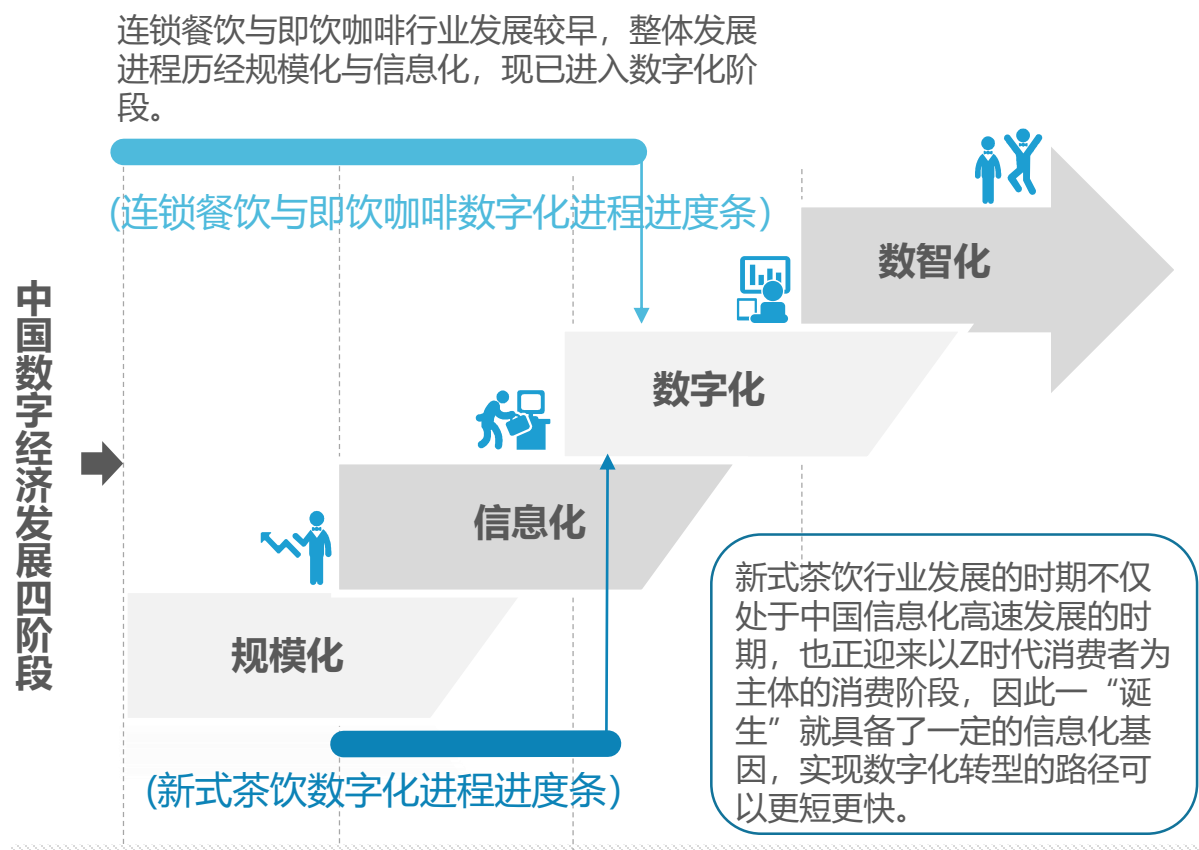 连锁餐饮与即饮咖啡行业发展较早，整体发展
进程历经规模化与信息化，现已进入数字化阶
段。
(连锁餐饮与即饮咖啡数字化进程进度条)
数智化
中国数字经济发展四阶段
数字化
信息化
规模化
新式茶饮行业发展的时期不仅
处于中国信息化高速发展的时
期，也正迎来以Z时代消费者为
主体的消费阶段，因此一“诞
生”就具备了一定的信息化基
因，实现数字化转型的路径可
以更短更快。
(新式茶饮数字化进程进度条)